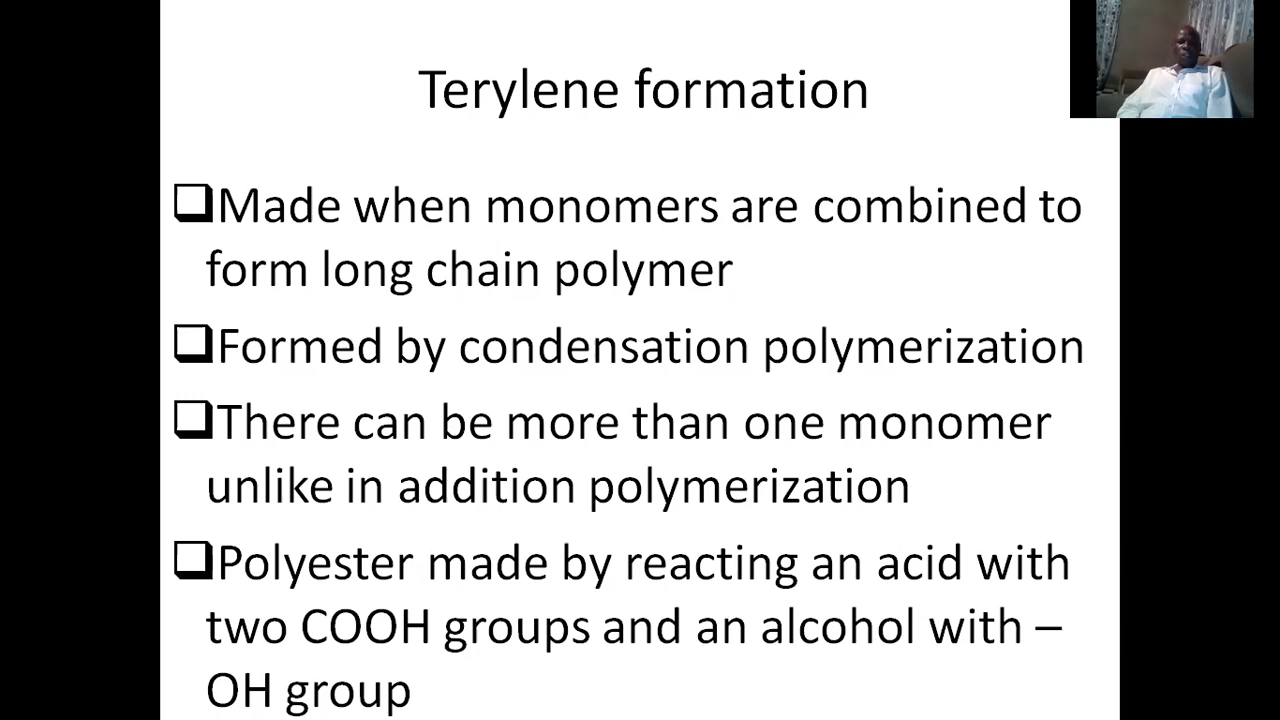 Terylene formation
❑Made when monomers are combined to
form long chain polymer
❑Formed by condensation polymerization
❑There can be more than one monomer
unlike in addition polymerization
❑Polyester made by reacting an acid with
two COOH groups and an alcohol with –
OH group